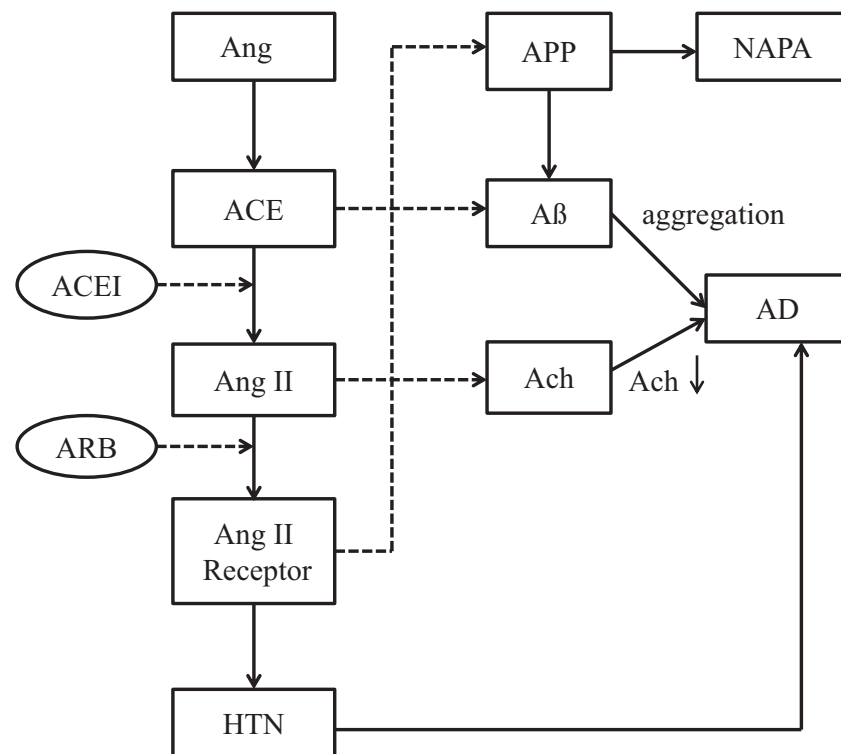 Ang
APP
NAPA
ACE
Aß
aggregation
ACEI
AD
Ang II
Ach
Ach ↓
ARB
Ang II
Receptor
HTN